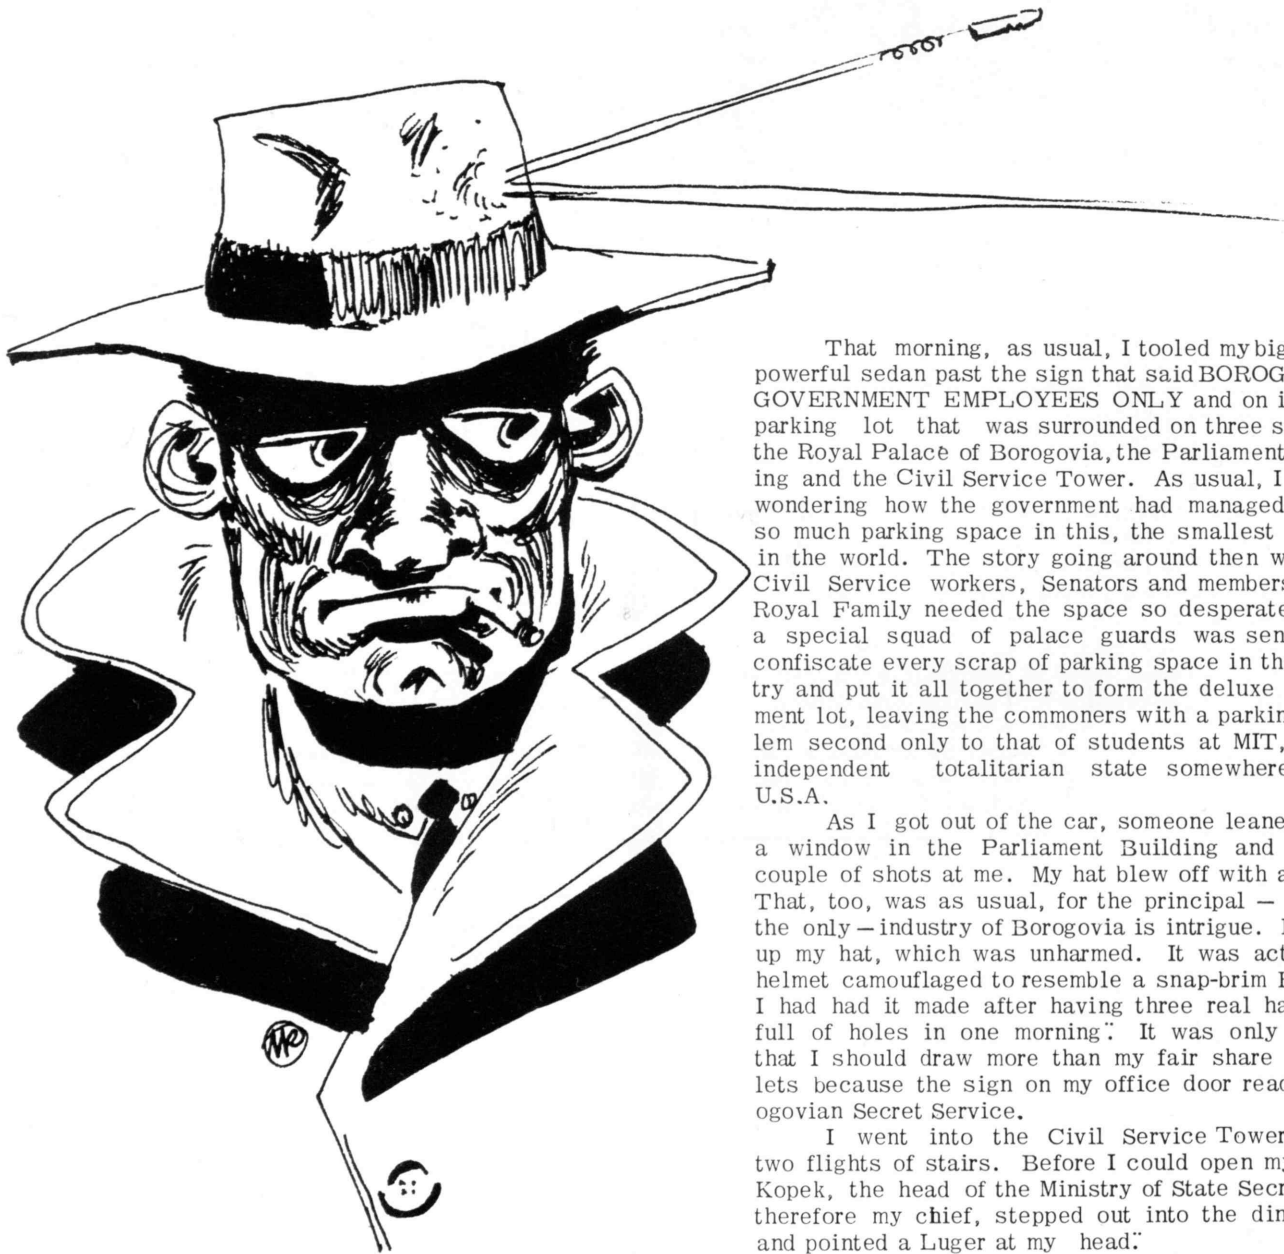 That morning, as usual, I tooled my big
powerful sedan past the sign that said BOROG
GOVERNMENT EMPLOYEES ONLY and on i
parking lot that was surrounded on three s
the Royal Palace of Borogovia, the Parliament
ing and the Civil Service Tower. As usual, I
wondering how the government had managed
so much parking space in this, the smallest
in the world. The story going around then w
Civil Service workers, Senators and members
Royal Family needed the space so desperate
a special squad of palace guards was sen
confiscate every scrap of parking space in th
try and put it all together to form the deluxe
ment lot, leaving the commoners with a parkin
lem second only to that of students at MIT,
independent totalitarian state somewhere
U.S.A.
As I got out of the car, someone leane
a window in the Parliament Building and
couple of shots at me. My hat blew off with a
That, too, was as usual, for the principal —
the only — industry of Borogovia is intrigue. I
up my hat, which was unharmed. It was act
helmet camouflaged to resemble a snap-brim
I had had it made after having three real ha
full of holes in one morning. It was only
that I should draw more than my fair share
lets because the sign on my office door read
ogovian Secret Service.
I went into the Civil Service Tower
two flights of stairs. Before I could open my
Kopek, the head of the Ministry of State Secr
therefore my chief, stepped out into the dim
and pointed a Luger at my head.